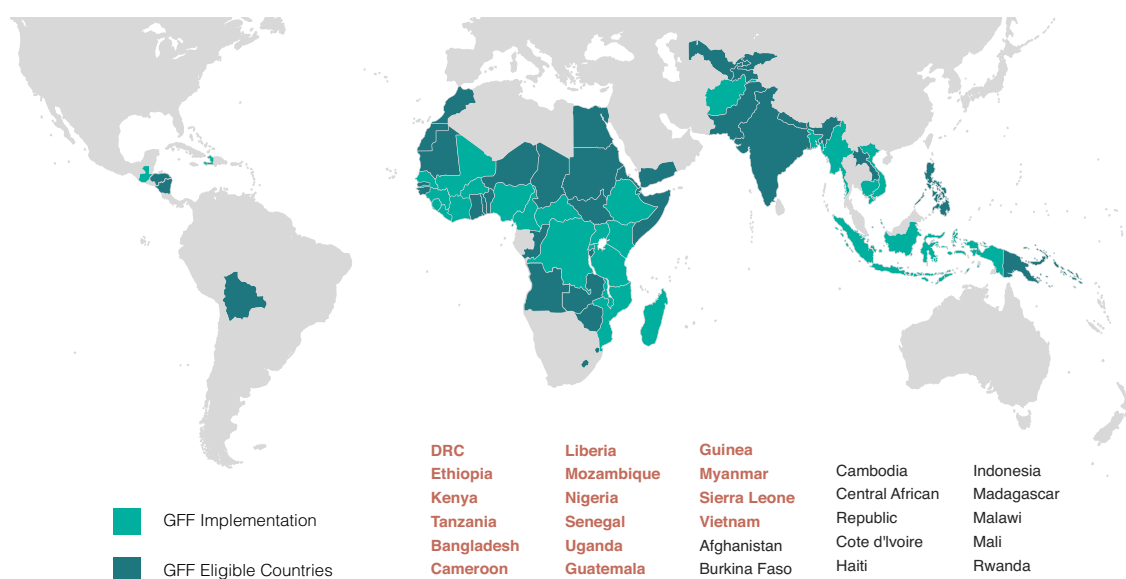 GFF Implementation
GFF Eligible Countries
DRC
Ethiopia
Kenya
Tanzania
Bangladesh
Cameroon
Liberia
Mozambique
Nigeria
Senegal
Uganda
Guatemala
Guinea
Myanmar
Sierra Leone
Vietnam
Afghanistan
Burkina Faso
Cambodia
Central African
Republic
Cote d'Ivoire
Haiti
Indonesia
Madagascar
Malawi
Mali
Rwanda